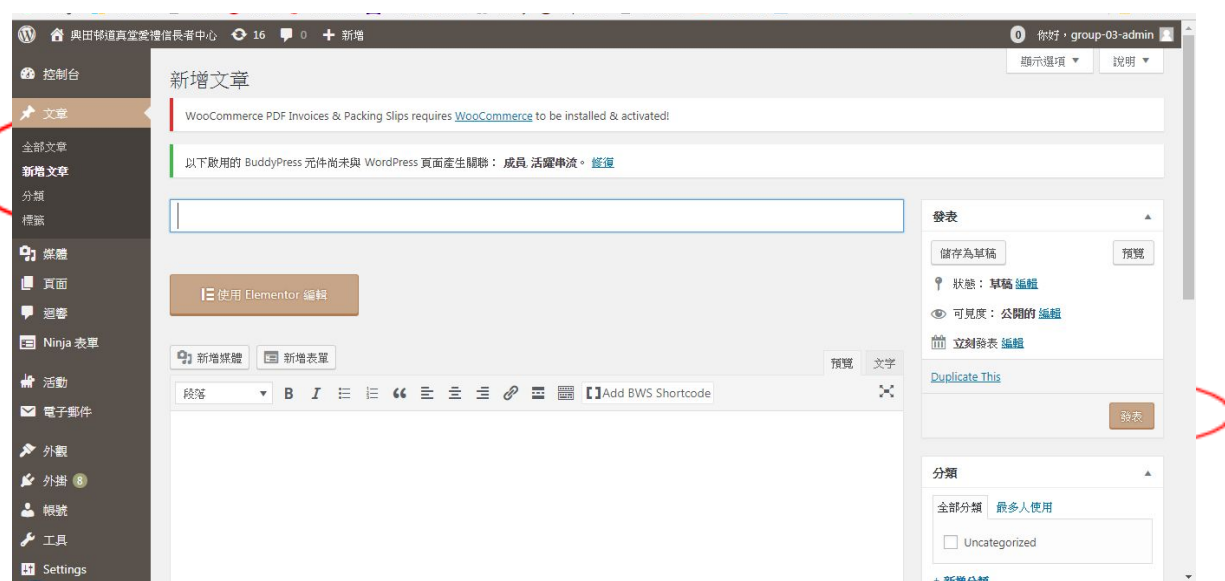 興田邨道真堂愛禮信長者中心 16 0 新增 0 你好，group-03-admin
顯示選項 說明
控制台
文章
全部文章
新增文章
分類
標籤
媒體
頁面
迴響
Ninja 表單
活動
電子郵件
外觀
外掛 8
帳號
工具
Settings
新增文章
WooCommerce PDF Invoices & Packing Slips requires WooCommerce to be installed & activated!
以下啟用的 BuddyPress 元件尚未與 WordPress 頁面產生關聯： 成員, 活躍串流。 修復
使用 Elementor 編輯
新增媒體 新增表單 預覽 文字
段落 B I Add BWS Shortcode
發表
儲存為草稿 預覽
狀態： 草稿 編輯
可見度： 公開的 編輯
立刻發表 編輯
Duplicate This
發表
分類
全部分類 最多人使用
Uncategorized
+ 新增分類